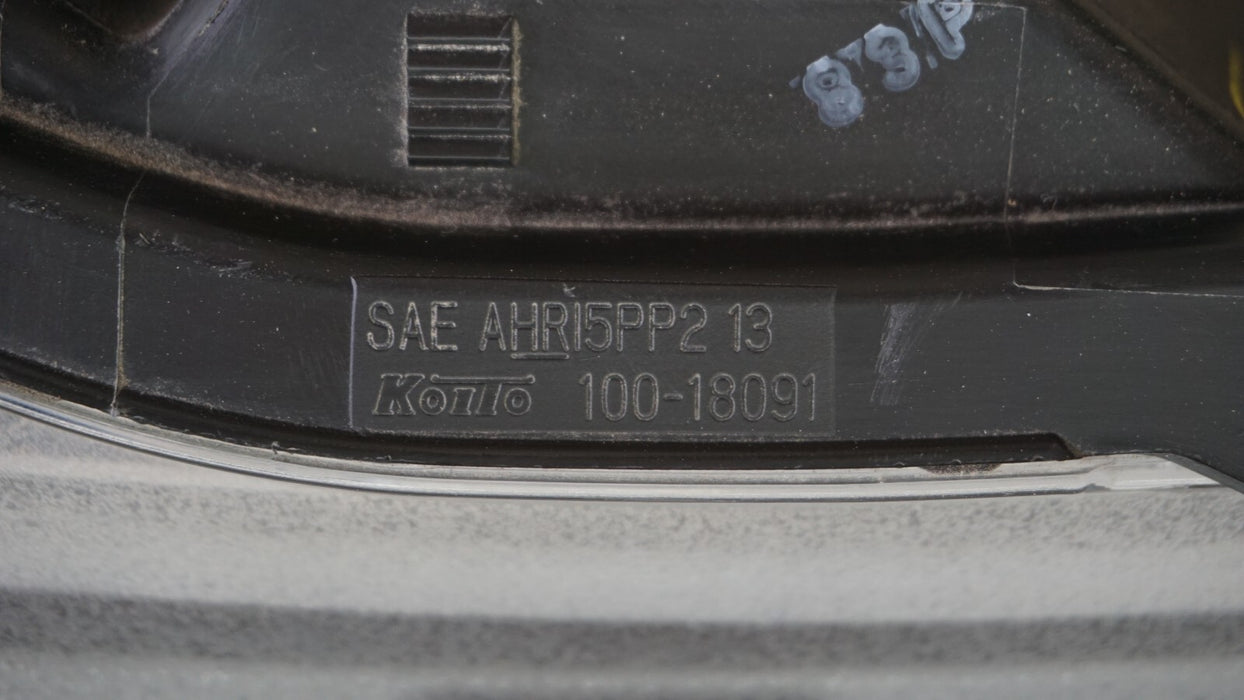 SAE AHRI5PP2 13
KOITO 100-18091